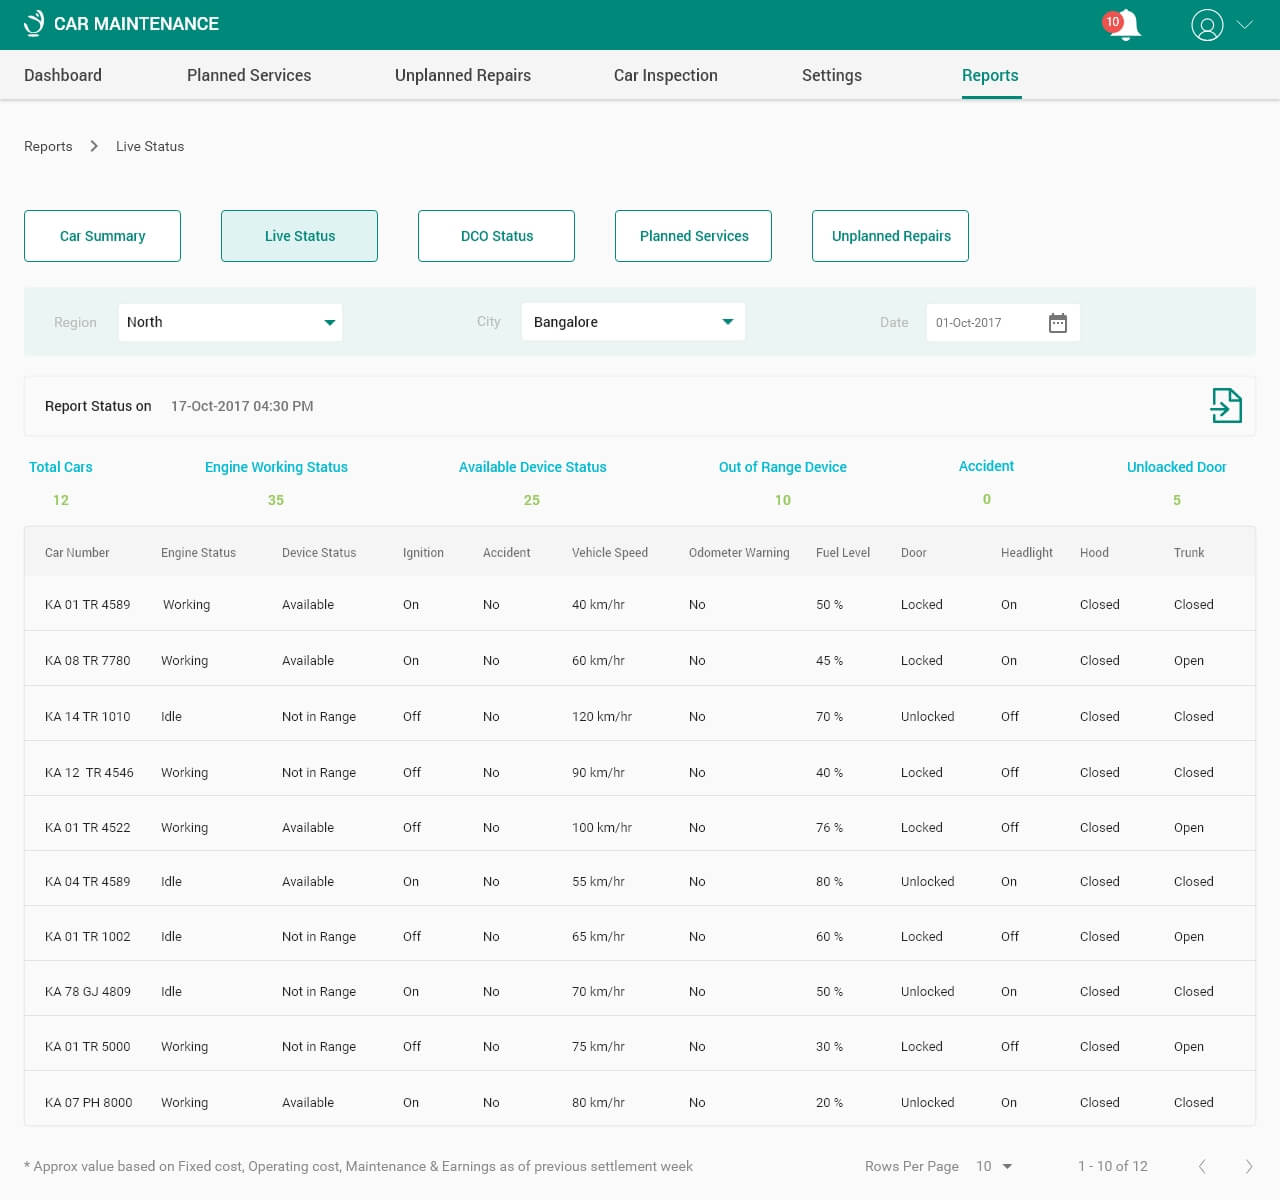 CAR MAINTENANCE 10
Dashboard Planned Services Unplanned Repairs Car Inspection Settings Reports
Reports > Live Status
Car Summary Live Status DCO Status Planned Services Unplanned Repairs
Region North City Bangalore Date 01-Oct-2017
Report Status on 17-Oct-2017 04:30 PM
Total Cars Engine Working Status Available Device Status Out of Range Device Accident Unloacked Door
12 35 25 10 0 5
Car Number Engine Status Device Status Ignition Accident Vehicle Speed Odometer Warning Fuel Level Door Headlight Hood Trunk
KA 01 TR 4589 Working Available On No 40 km/hr No 50 % Locked On Closed Closed
KA 08 TR 7780 Working Available On No 60 km/hr No 45 % Locked On Closed Open
KA 14 TR 1010 Idle Not in Range Off No 120 km/hr No 70 % Unlocked Off Closed Closed
KA 12 TR 4546 Working Not in Range Off No 90 km/hr No 40 % Locked Off Closed Closed
KA 01 TR 4522 Working Available Off No 100 km/hr No 76 % Locked Off Closed Open
KA 04 TR 4589 Idle Available On No 55 km/hr No 80 % Unlocked On Closed Closed
KA 01 TR 1002 Idle Not in Range Off No 65 km/hr No 60 % Locked Off Closed Open
KA 78 GJ 4809 Idle Not in Range On No 70 km/hr No 50 % Unlocked On Closed Closed
KA 01 TR 5000 Working Not in Range Off No 75 km/hr No 30 % Locked Off Closed Open
KA 07 PH 8000 Working Available On No 80 km/hr No 20 % Unlocked On Closed Closed
* Approx value based on Fixed cost, Operating cost, Maintenance & Earnings as of previous settlement week Rows Per Page 10 1 - 10 of 12